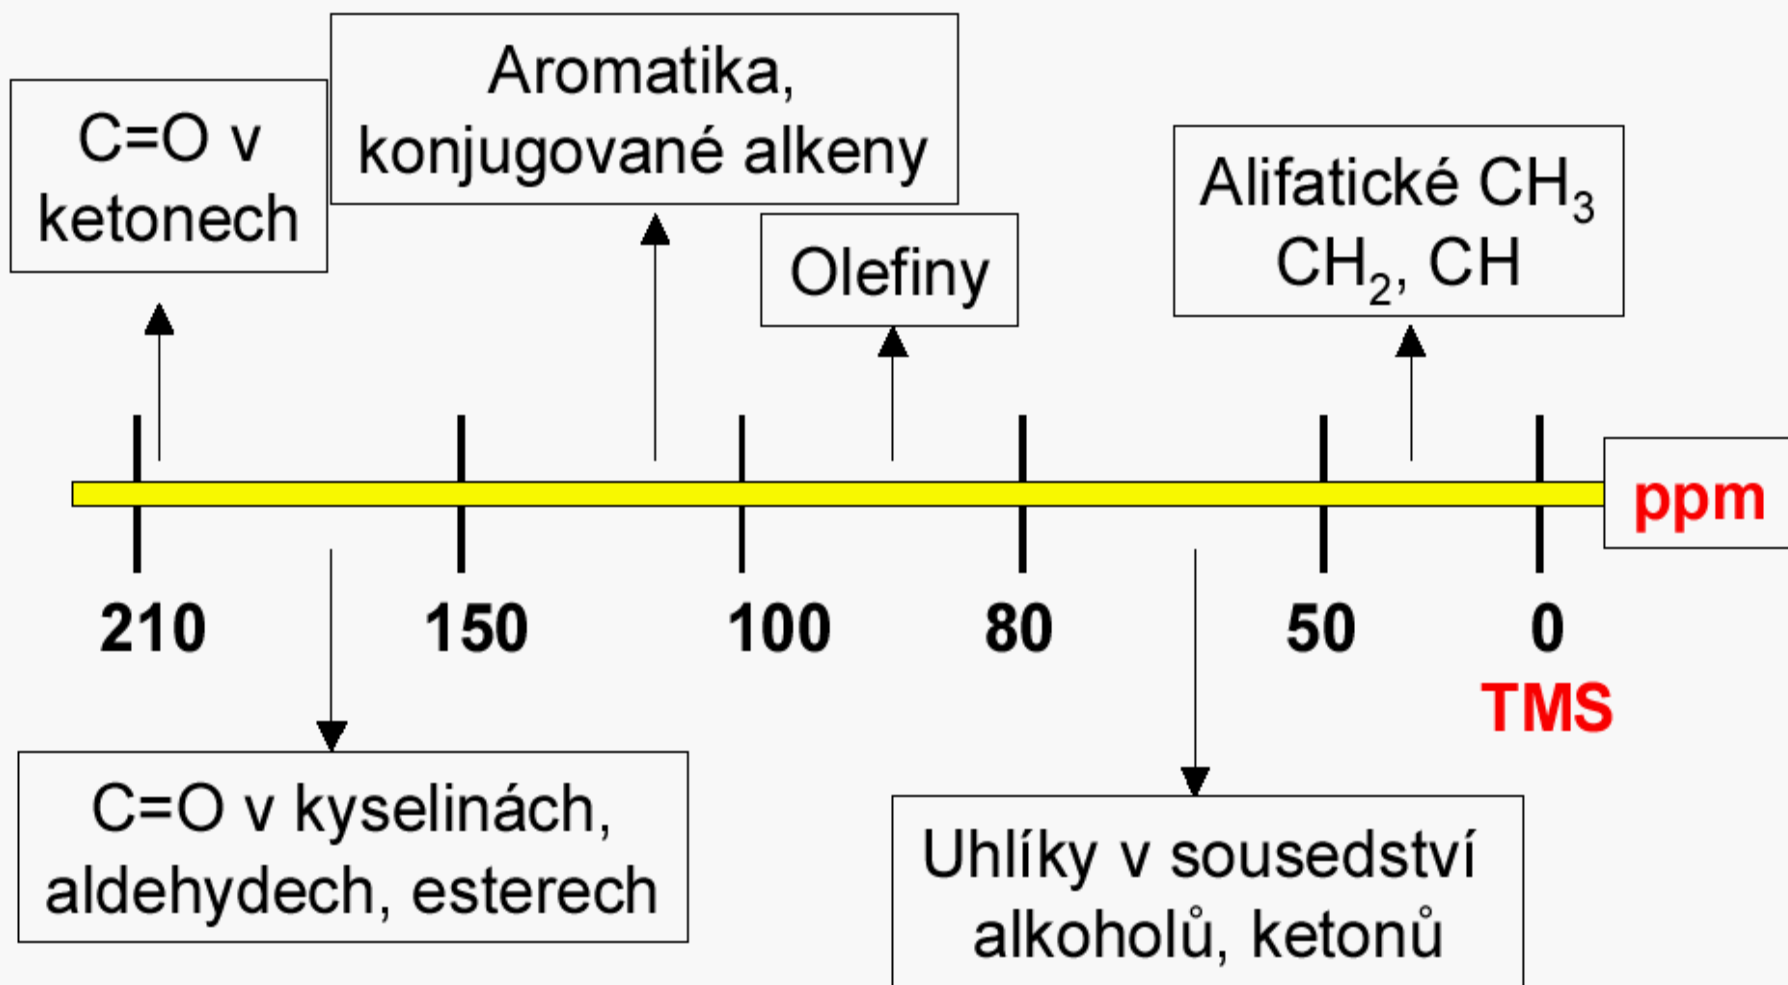 Aromatika,
konjugované alkeny
C=O v
ketonech
Alifatické CH₃
CH₂, CH
Olefiny
ppm
210 150 100 80 50 0
TMS
C=O v kyselinách,
aldehydech, esterech
Uhlíky v sousedství
alkoholů, ketonů